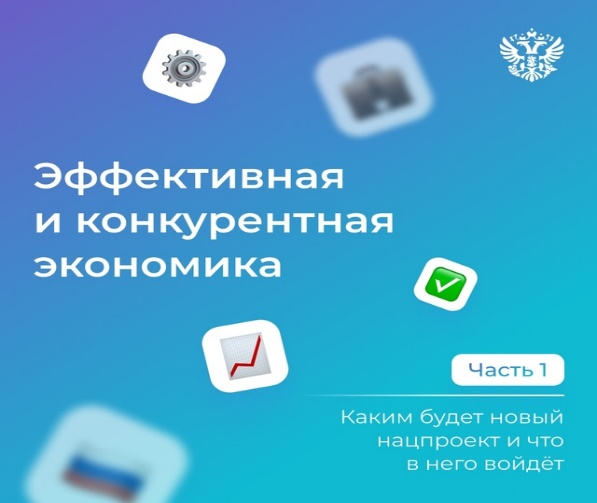 Эффективная
и конкурентная
экономика
Часть 1
Каким будет новый
нацпроект и что
в него войдёт